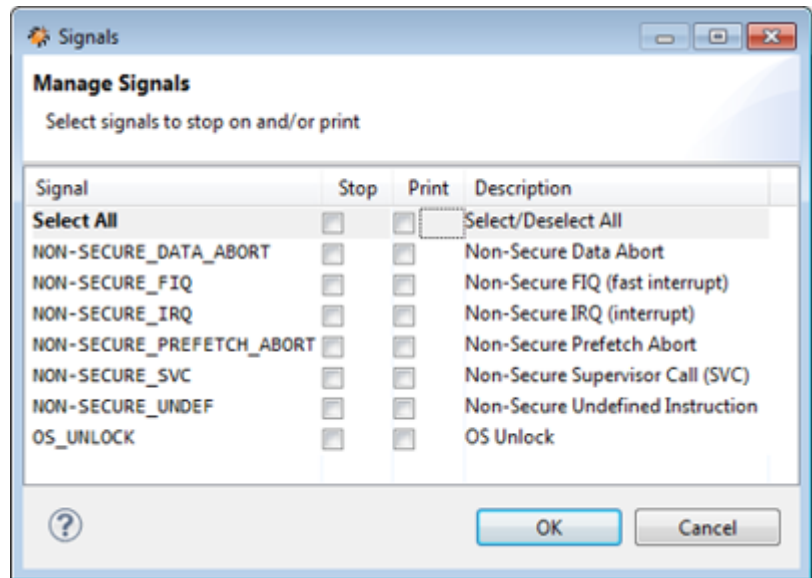 Signals
Manage Signals
Select signals to stop on and/or print
Signal Stop Print Description
Select All Select/Deselect All
NON-SECURE_DATA_ABORT Non-Secure Data Abort
NON-SECURE_FIQ Non-Secure FIQ (fast interrupt)
NON-SECURE_IRQ Non-Secure IRQ (interrupt)
NON-SECURE_PREFETCH_ABORT Non-Secure Prefetch Abort
NON-SECURE_SVC Non-Secure Supervisor Call (SVC)
NON-SECURE_UNDEF Non-Secure Undefined Instruction
OS_UNLOCK OS Unlock
? OK Cancel